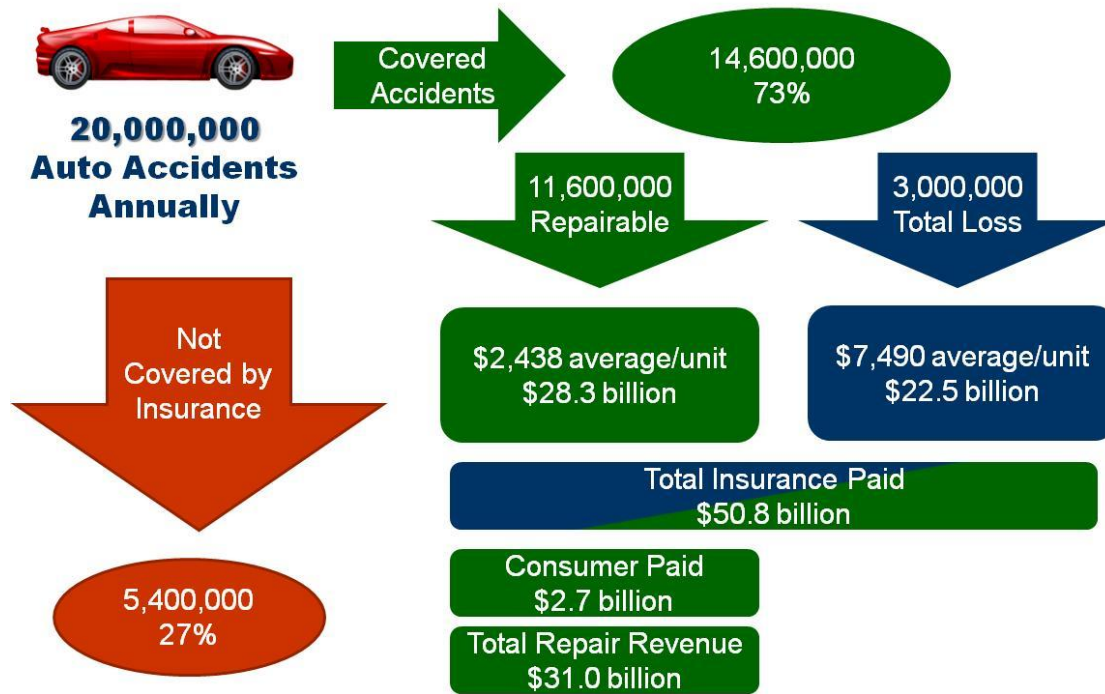 20,000,000
Auto Accidents
Annually
Covered
Accidents
14,600,000
73%
11,600,000
Repairable
3,000,000
Total Loss
Not
Covered by
Insurance
$2,438 average/unit
$28.3 billion
$7,490 average/unit
$22.5 billion
Total Insurance Paid
$50.8 billion
5,400,000
27%
Consumer Paid
$2.7 billion
Total Repair Revenue
$31.0 billion